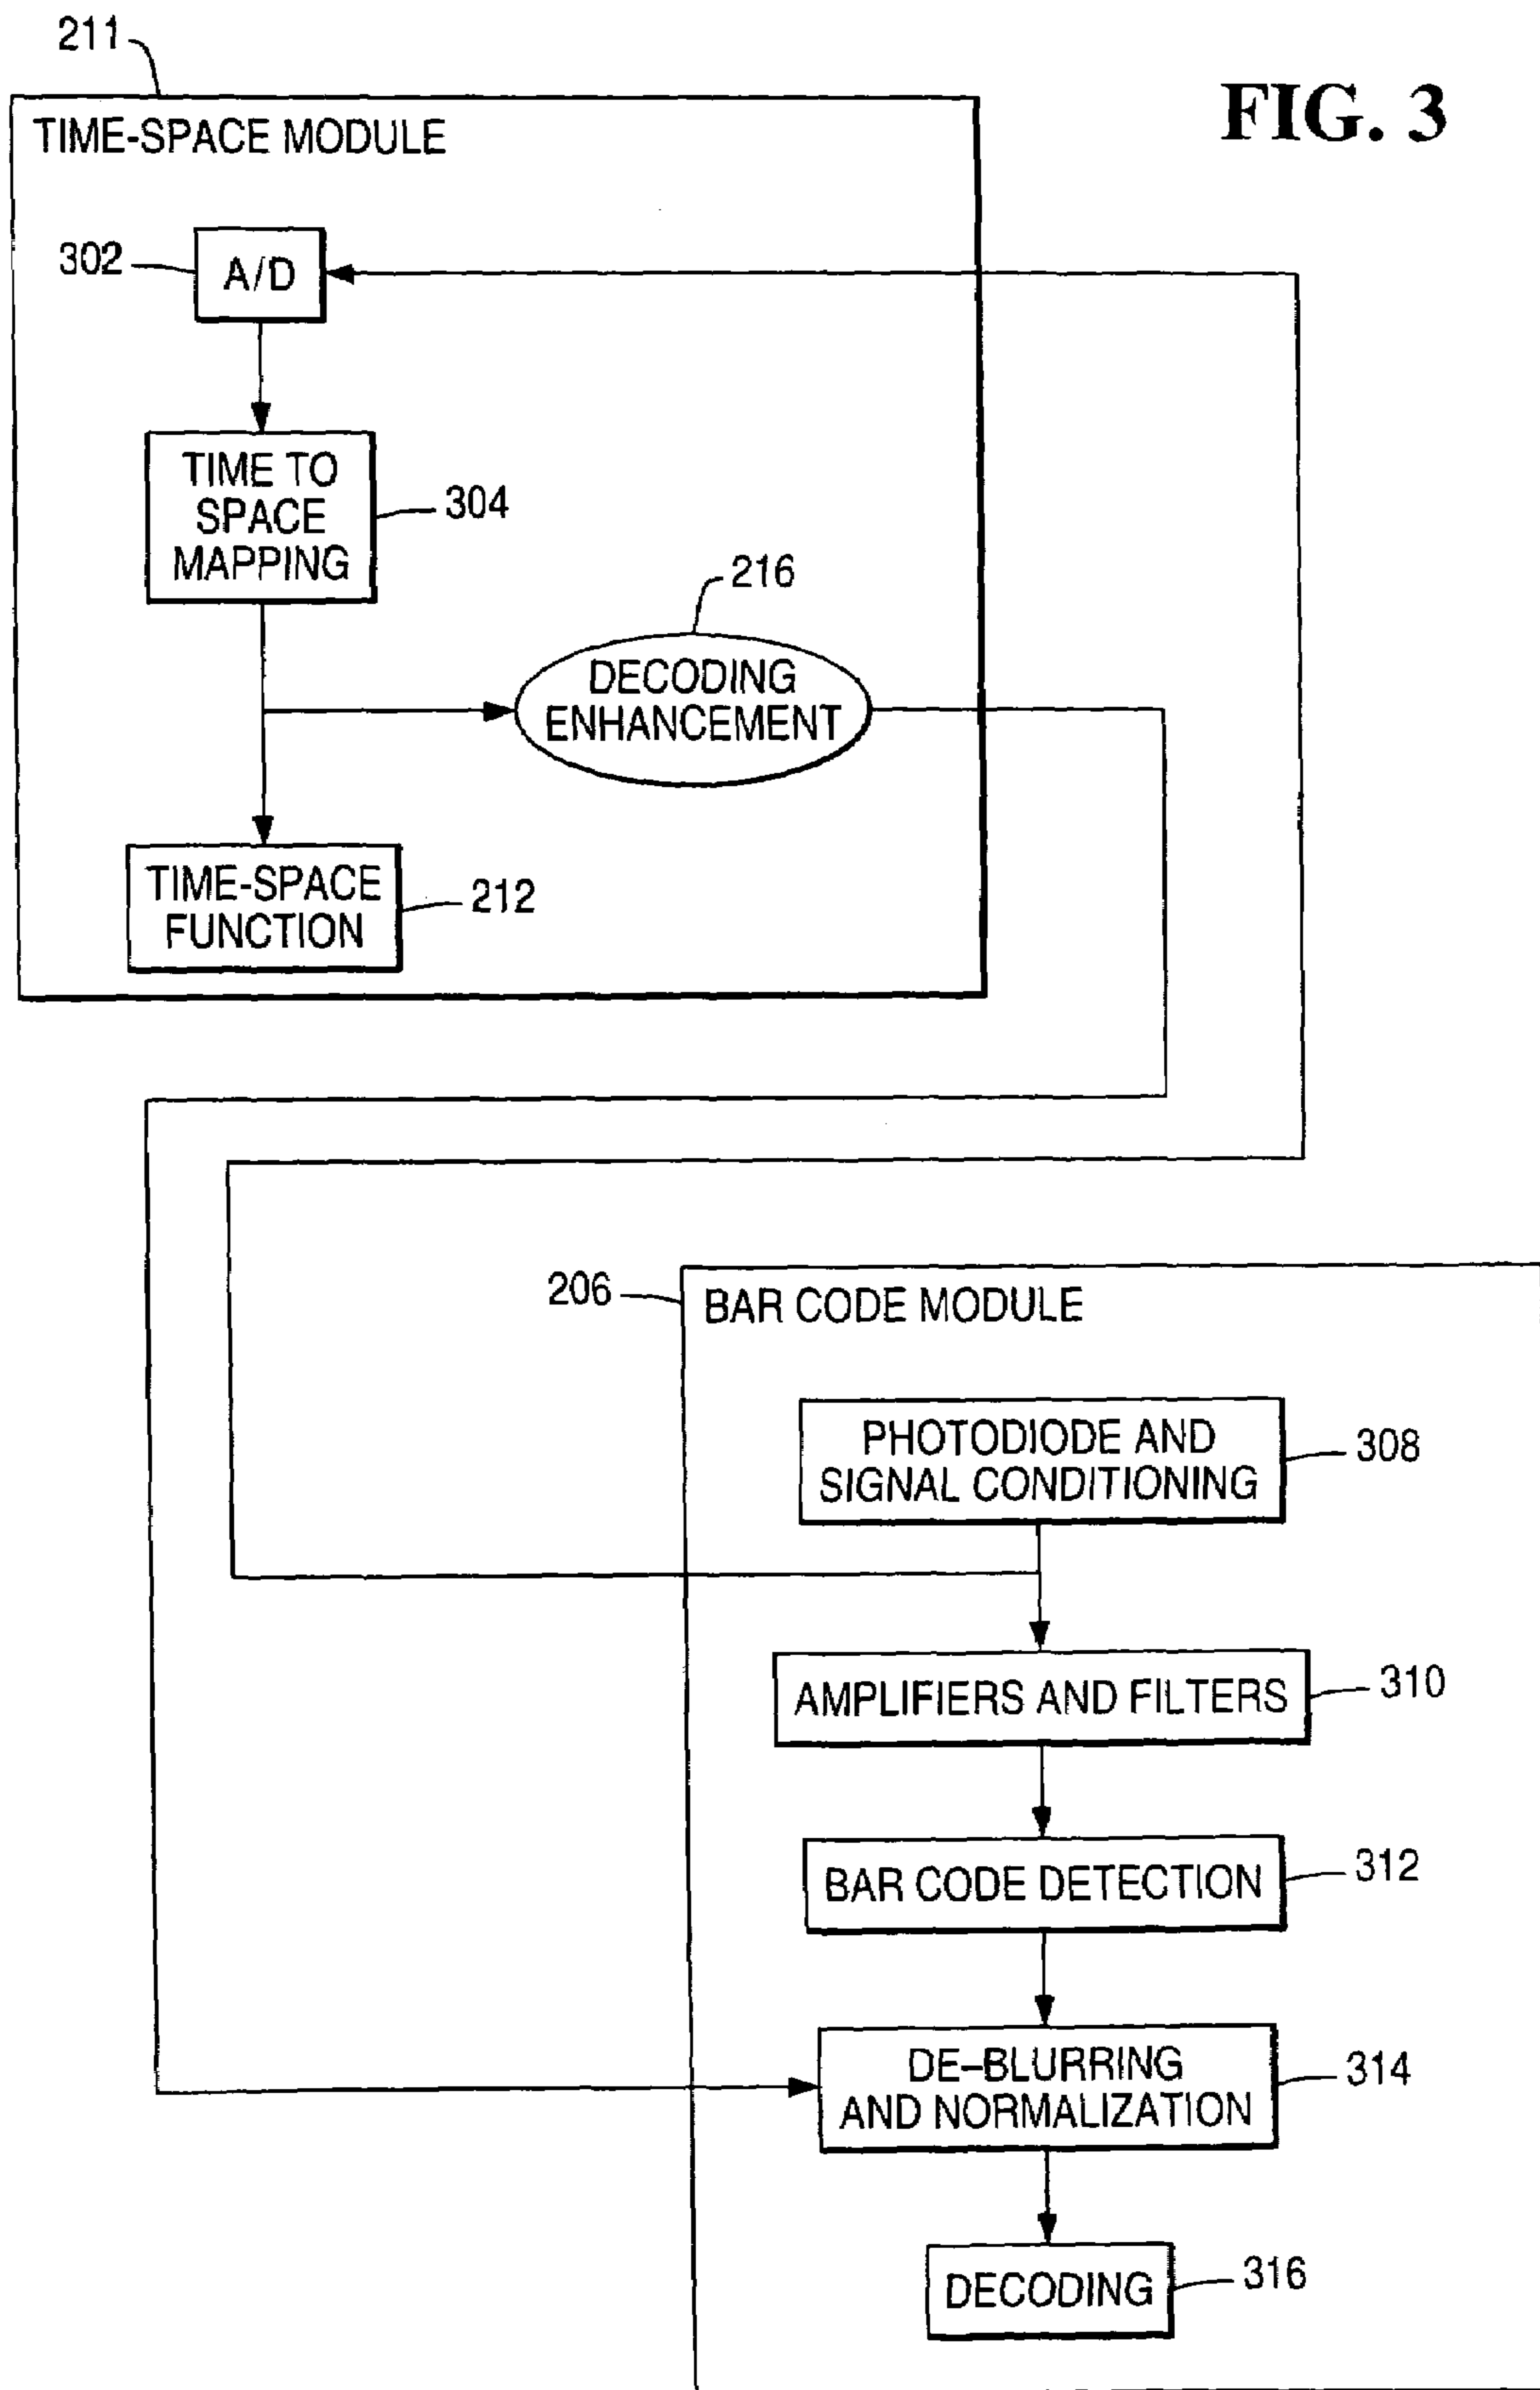 211
FIG. 3
TIME-SPACE MODULE
302
A/D
TIME TO
SPACE
MAPPING
304
216
DECODING
ENHANCEMENT
TIME-SPACE
FUNCTION
212
206
BAR CODE MODULE
PHOTODIODE AND
SIGNAL CONDITIONING
308
AMPLIFIERS AND FILTERS
310
BAR CODE DETECTION
312
DE-BLURRING
AND NORMALIZATION
314
DECODING
316